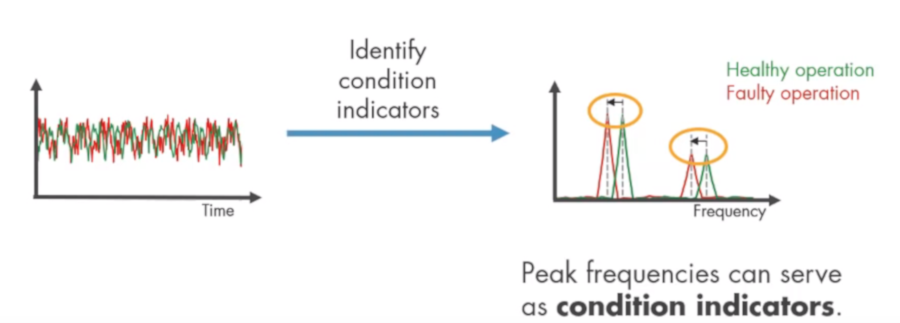 Identify
condition
indicators
Healthy operation
Faulty operation
Time
Frequency
Peak frequencies can serve
as condition indicators.